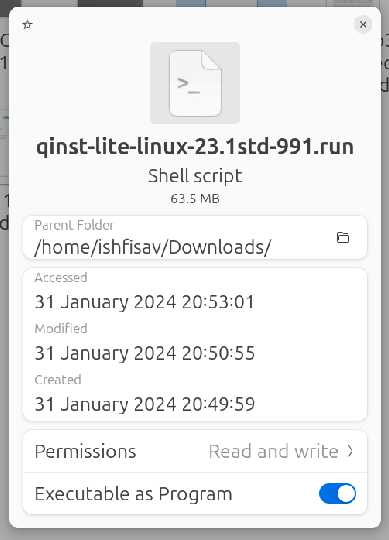 >_
qinst-lite-linux-23.1std-991.run
Shell script
63.5 MB
Parent Folder
/home/ishfisav/Downloads/
Accessed
31 January 2024 20:53:01
Modified
31 January 2024 20:50:55
Created
31 January 2024 20:49:59
Permissions Read and write
Executable as Program